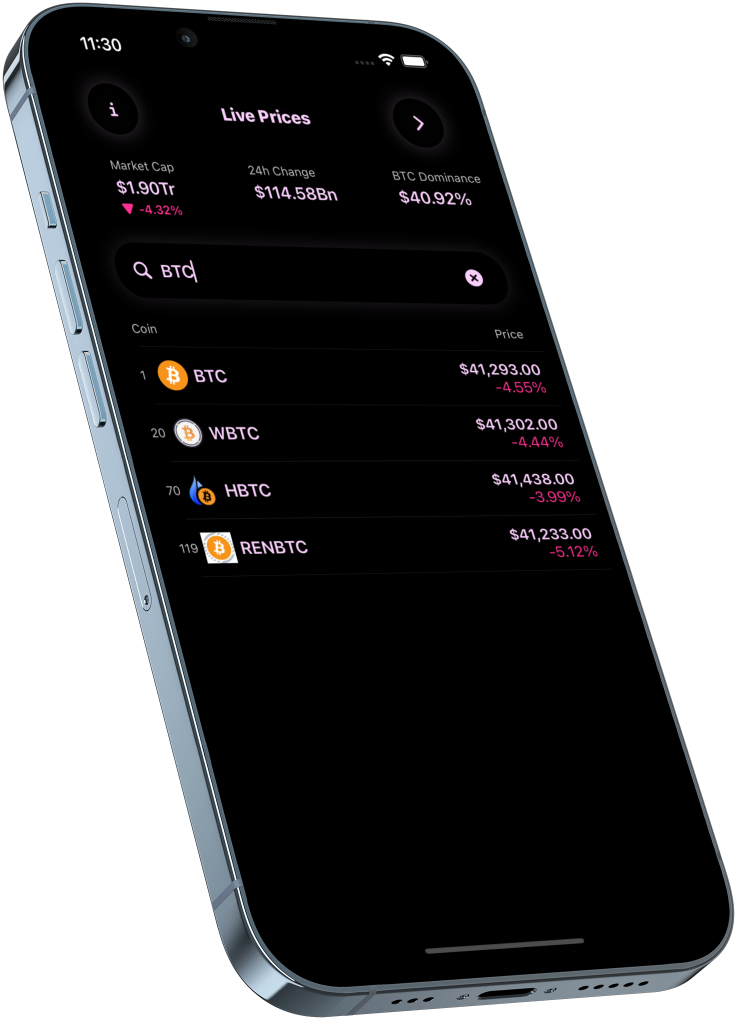 11:30
i
Live Prices
Market Cap
24h Change
BTC Dominance
$1.90Tr
$114.58Bn
$40.92%
-4.32%
BTC
Coin
Price
1 BTC $41,293.00
-4.55%
20 WBTC $41,302.00
-4.44%
70 HBTC $41,438.00
-3.99%
119 RENBTC $41,233.00
-5.12%